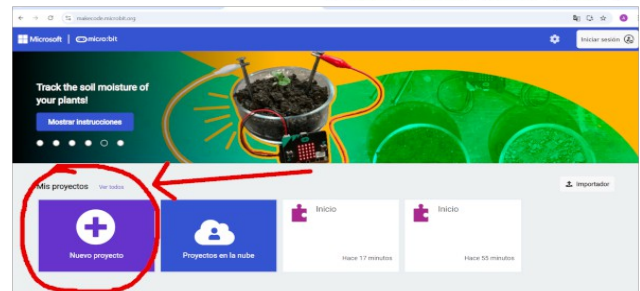 makecode.microbit.org
Microsoft | micro:bit
Iniciar sesión
Track the soil moisture of
your plants!
Mostrar instrucciones
Mis proyectos Ver todos
Importador
Nuevo proyecto
Proyectos en la nube
Inicio
Hace 17 minutos
Inicio
Hace 55 minutos